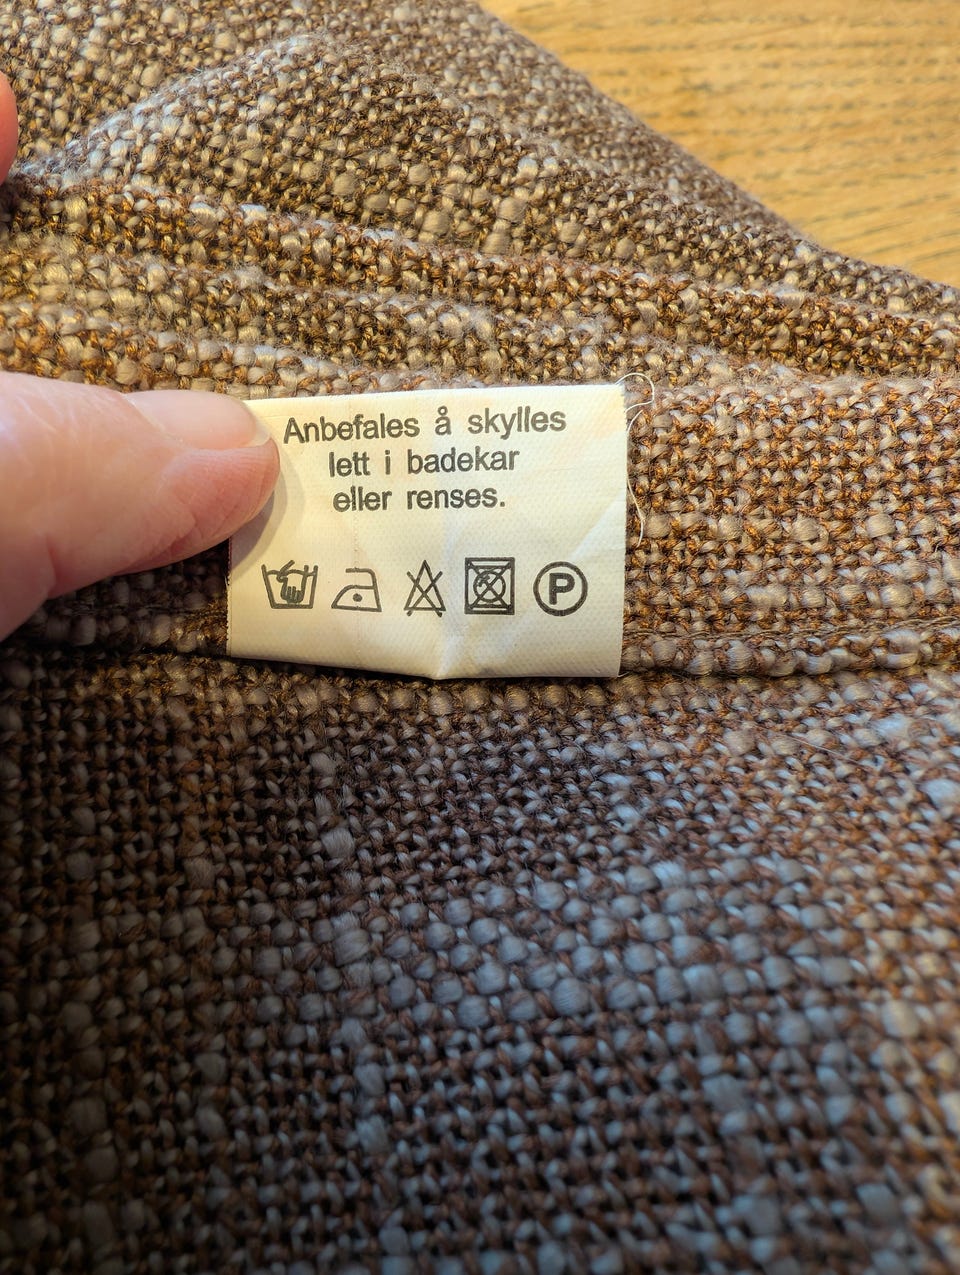 Anbefales å skylles
lett i badekar
eller renses.
P